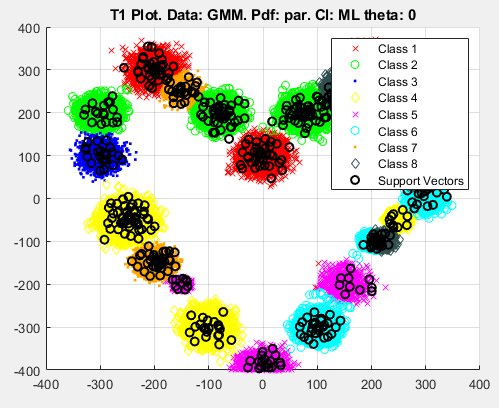 T1 Plot. Data: GMM. Pdf: par. Cl: ML theta: 0
400
300
200
100
0
-100
-200
-300
-400
-400 -300 -200 -100 0 100 200 300 400
Class 1
Class 2
Class 3
Class 4
Class 5
Class 6
Class 7
Class 8
Support Vectors